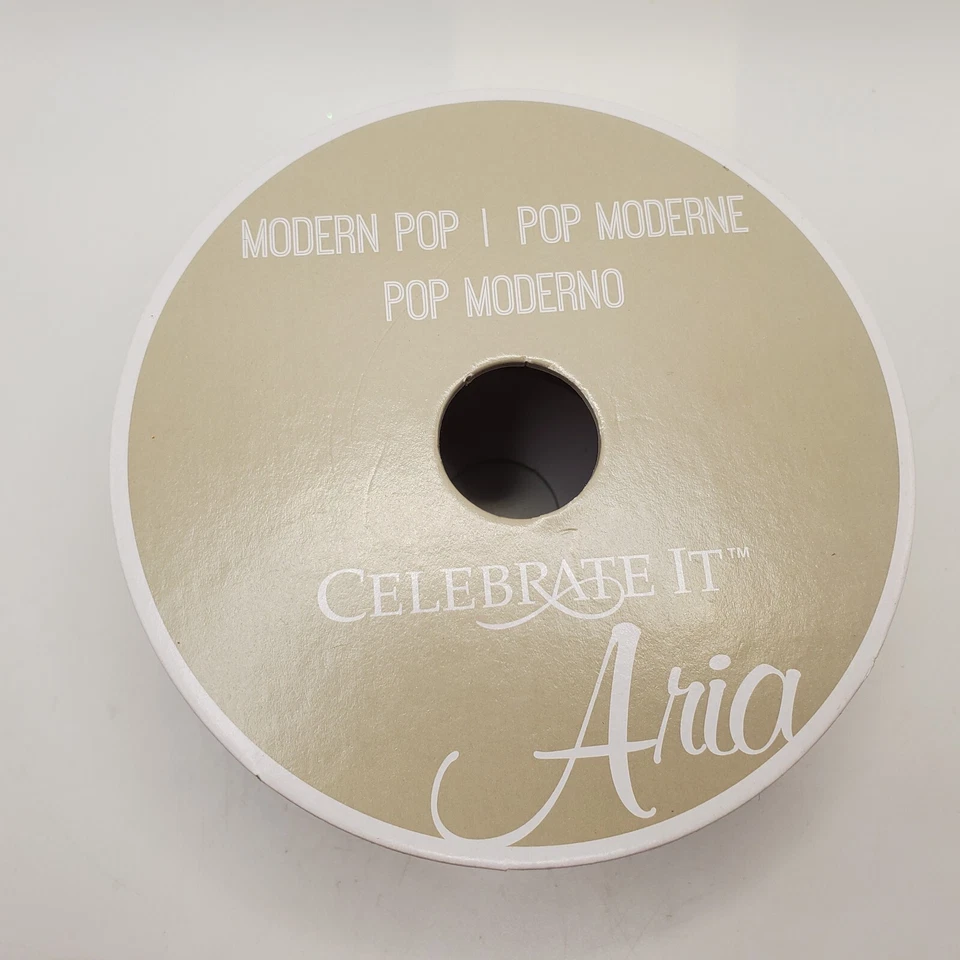 MODERN POP | POP MODERNE
POP MODERNO
CELEBRATE IT™
Aria